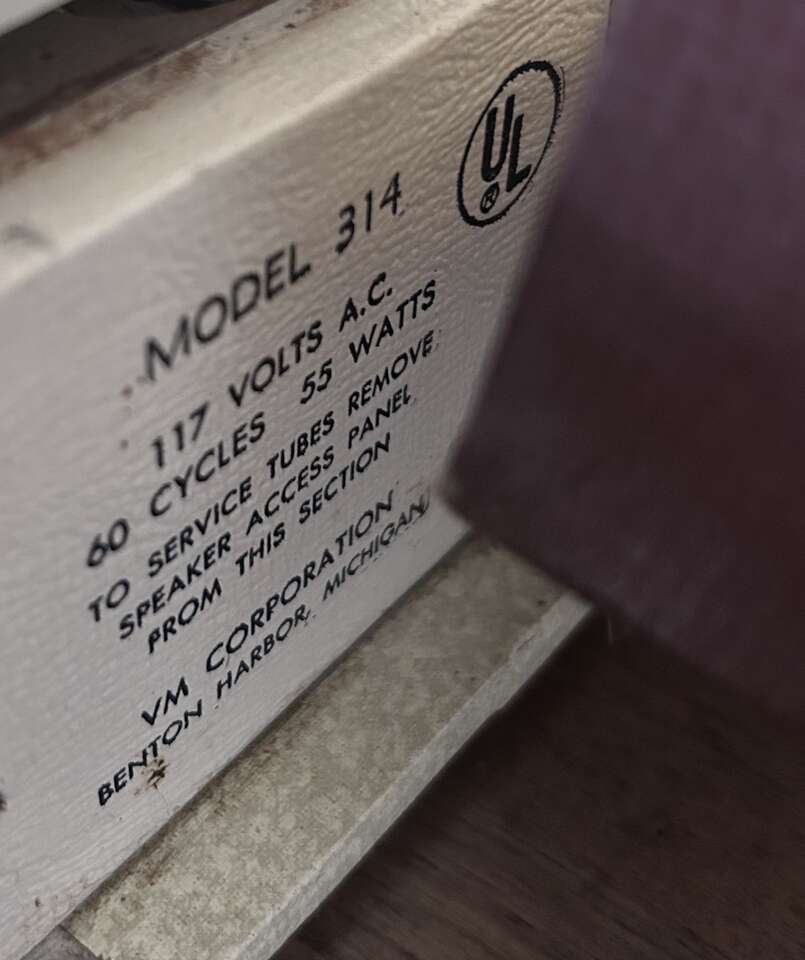 UL
®
MODEL 314
117 VOLTS A.C.
60 CYCLES 55 WATTS
TO SERVICE TUBES REMOVE
SPEAKER ACCESS PANEL
FROM THIS SECTION
VM CORPORATION
BENTON HARBOR, MICHIGAN